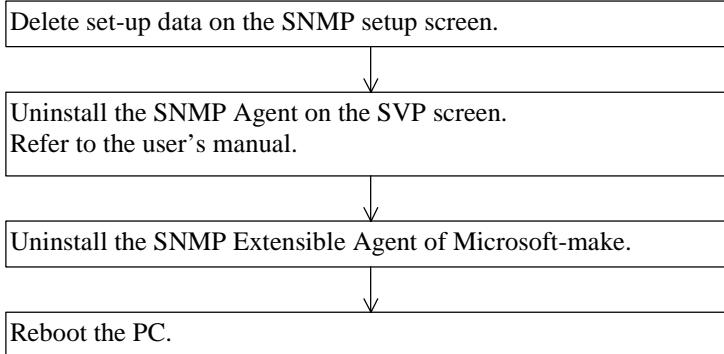 Delete set-up data on the SNMP setup screen.
Uninstall the SNMP Agent on the SVP screen.
Refer to the user’s manual.
Uninstall the SNMP Extensible Agent of Microsoft-make.
Reboot the PC.